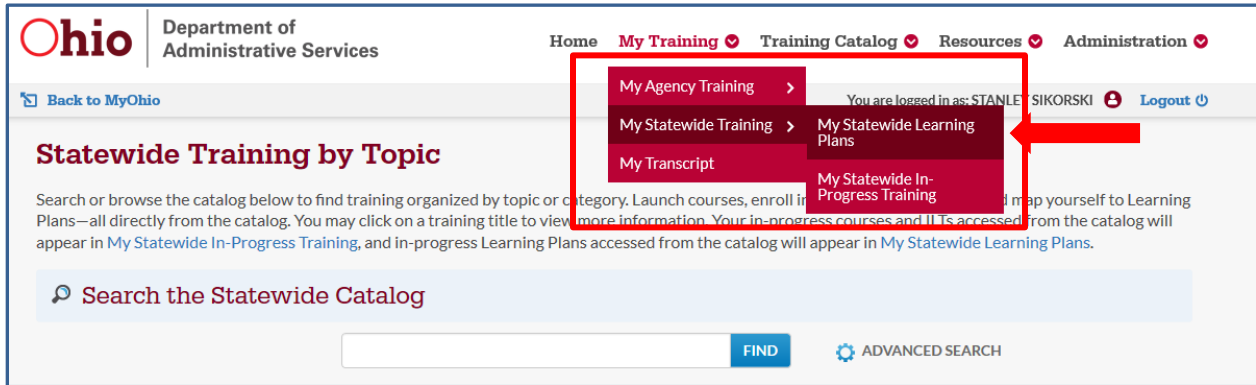 Ohio
Department of
Administrative Services
Home My Training Training Catalog Resources Administration
Back to MyOhio
You are logged in as: STANLEY SIKORSKI Logout
My Agency Training
My Statewide Training
My Transcript
My Statewide Learning
Plans
My Statewide In-
Progress Training
Statewide Training by Topic
Search or browse the catalog below to find training organized by topic or category. Launch courses, enroll in map yourself to Learning
Plans—all directly from the catalog. You may click on a training title to view more information. Your in-progress courses and ILTs accessed from the catalog will
appear in My Statewide In-Progress Training, and in-progress Learning Plans accessed from the catalog will appear in My Statewide Learning Plans.
Search the Statewide Catalog
FIND
ADVANCED SEARCH